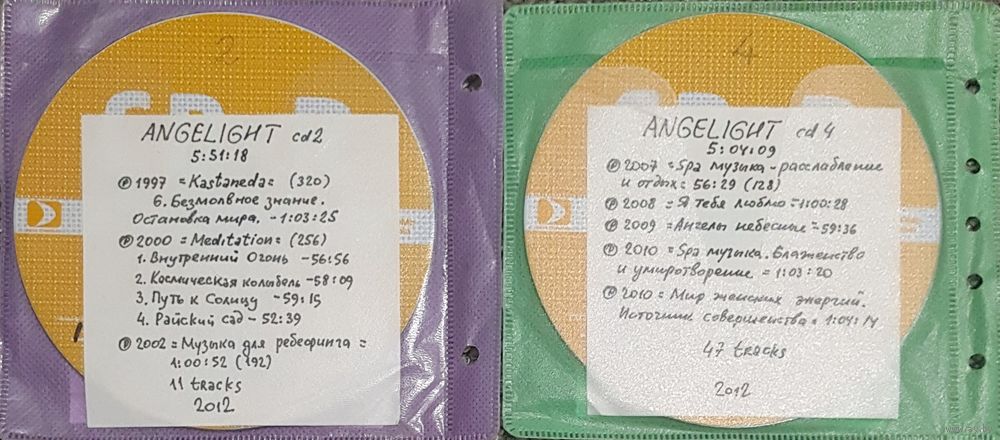 2
ANGELIGHT cd2
5:51:18
℗ 1997 =Kastaneda= (320)
6. Безмолвное знание.
Остановка мира. -1:03:25
℗ 2000 = Meditation= (256)
1. Внутренний Огонь -56:56
2. Космическая колыбель -58:09
3. Путь к Солнцу -59:15
4. Райский сад - 52:39
℗ 2002 = Музыка для ребефинга =
1:00:52 (192)
11 tracks
2012
4
ANGELIGHT cd 4
5:04:09
℗ 2007 = Spa музыка - расслабление
и отдых= 56:29 (128)
℗ 2008 = Я тебя люблю =1:00:28
℗ 2009 =Ангелы небесные=59:36
℗ 2010 = Spa музыка. Блаженство
и умиротворение = 1:03:20
℗ 2010 = Мир женских энергий.
Источник совершенства = 1:04:14
47 tracks
2012